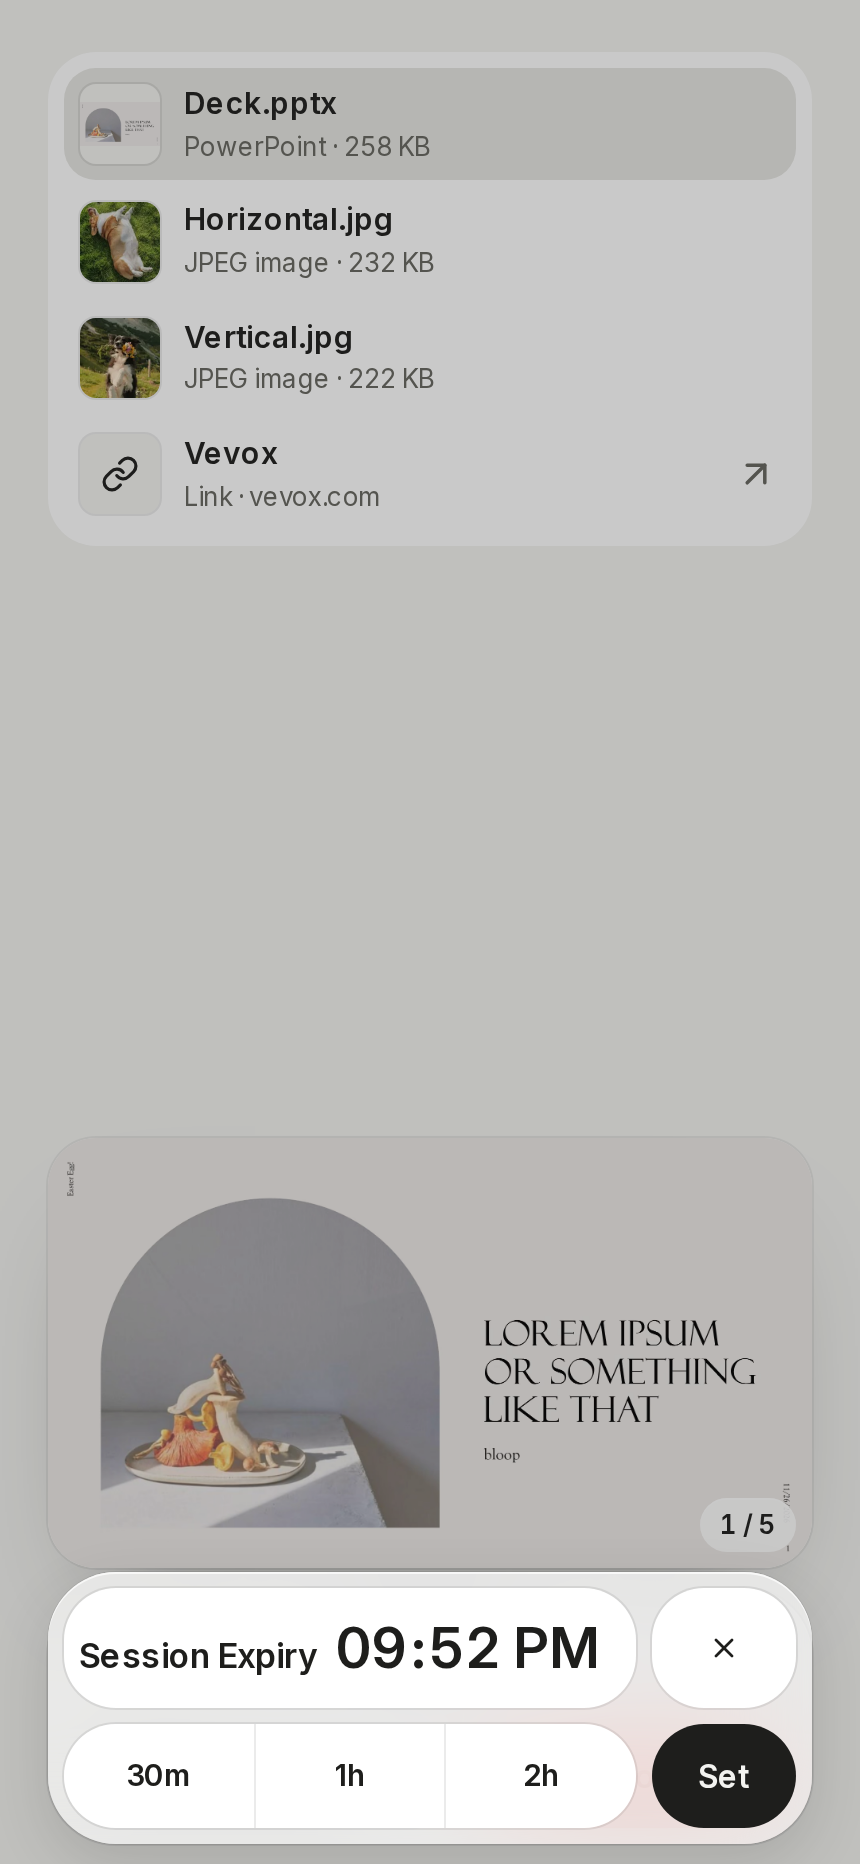 Deck.pptx
PowerPoint · 258 KB
Horizontal.jpg
JPEG image · 232 KB
Vertical.jpg
JPEG image · 222 KB
Vevox
Link · vevox.com
Easter Egg!
LOREM IPSUM
OR SOMETHING
LIKE THAT
bloop
1 / 5
Session Expiry 09:52 PM
30m
1h
2h
Set